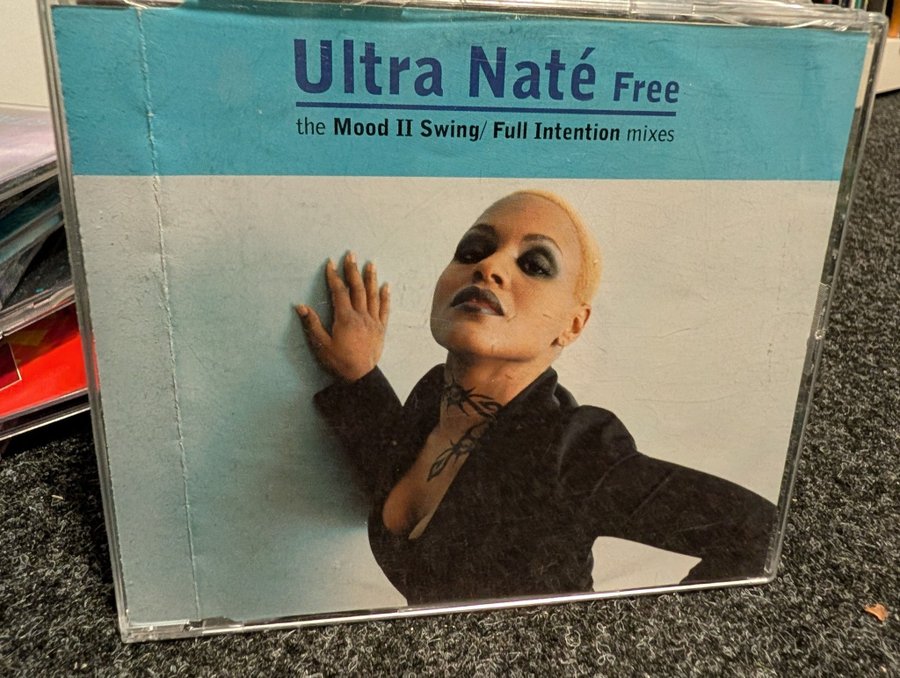 Ultra Naté Free
the Mood II Swing/ Full Intention mixes